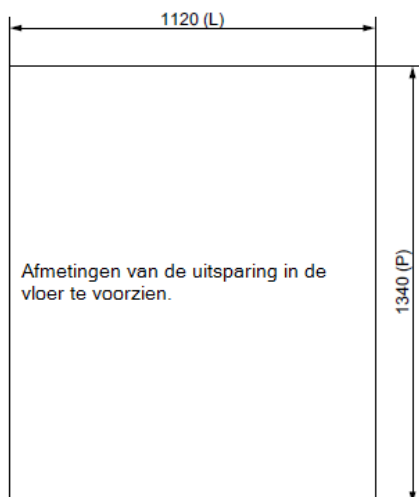 1120 (L)
Afmetingen van de uitsparing in de
vloer te voorzien.
1340 (P)